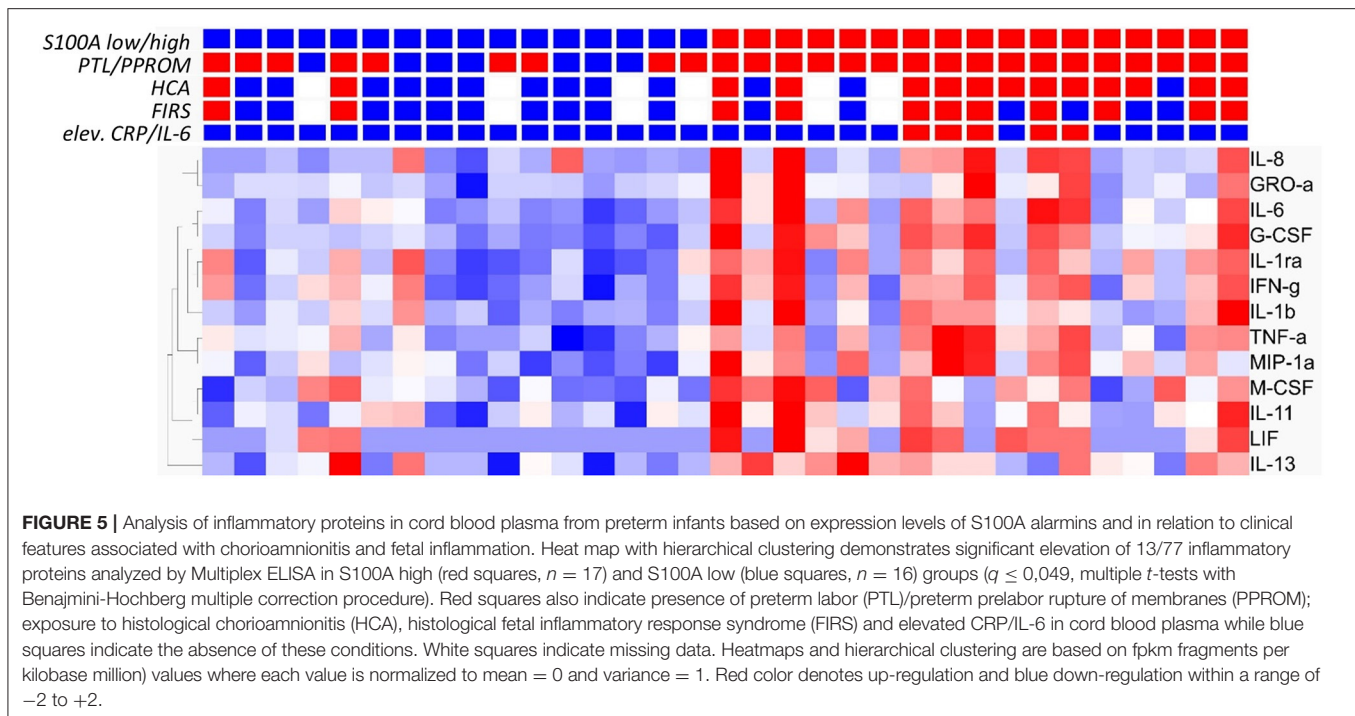 S100A low/high
PTL/PPROM
HCA
FIRS
elev. CRP/IL-6
IL-8
GRO-a
IL-6
G-CSF
IL-1ra
IFN-g
IL-1b
TNF-a
MIP-1a
M-CSF
IL-11
LIF
IL-13
FIGURE 5 | Analysis of inflammatory proteins in cord blood plasma from preterm infants based on expression levels of S100A alarmins and in relation to clinical
features associated with chorioamnionitis and fetal inflammation. Heat map with hierarchical clustering demonstrates significant elevation of 13/77 inflammatory
proteins analyzed by Multiplex ELISA in S100A high (red squares, n = 17) and S100A low (blue squares, n = 16) groups (q ≤ 0,049, multiple t-tests with
Benajmini-Hochberg multiple correction procedure). Red squares also indicate presence of preterm labor (PTL)/preterm prelabor rupture of membranes (PPROM);
exposure to histological chorioamnionitis (HCA), histological fetal inflammatory response syndrome (FIRS) and elevated CRP/IL-6 in cord blood plasma while blue
squares indicate the absence of these conditions. White squares indicate missing data. Heatmaps and hierarchical clustering are based on fpkm fragments per
kilobase million) values where each value is normalized to mean = 0 and variance = 1. Red color denotes up-regulation and blue down-regulation within a range of
−2 to +2.